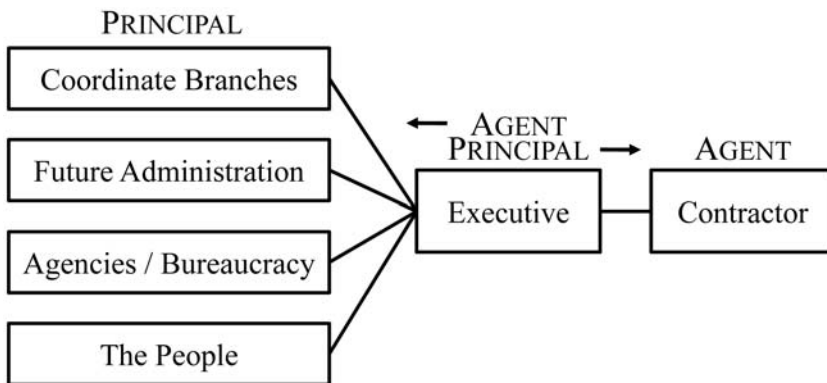 PRINCIPAL
Coordinate Branches
Future Administration
Agencies / Bureaucracy
The People
AGENT
PRINCIPAL
Executive
AGENT
Contractor